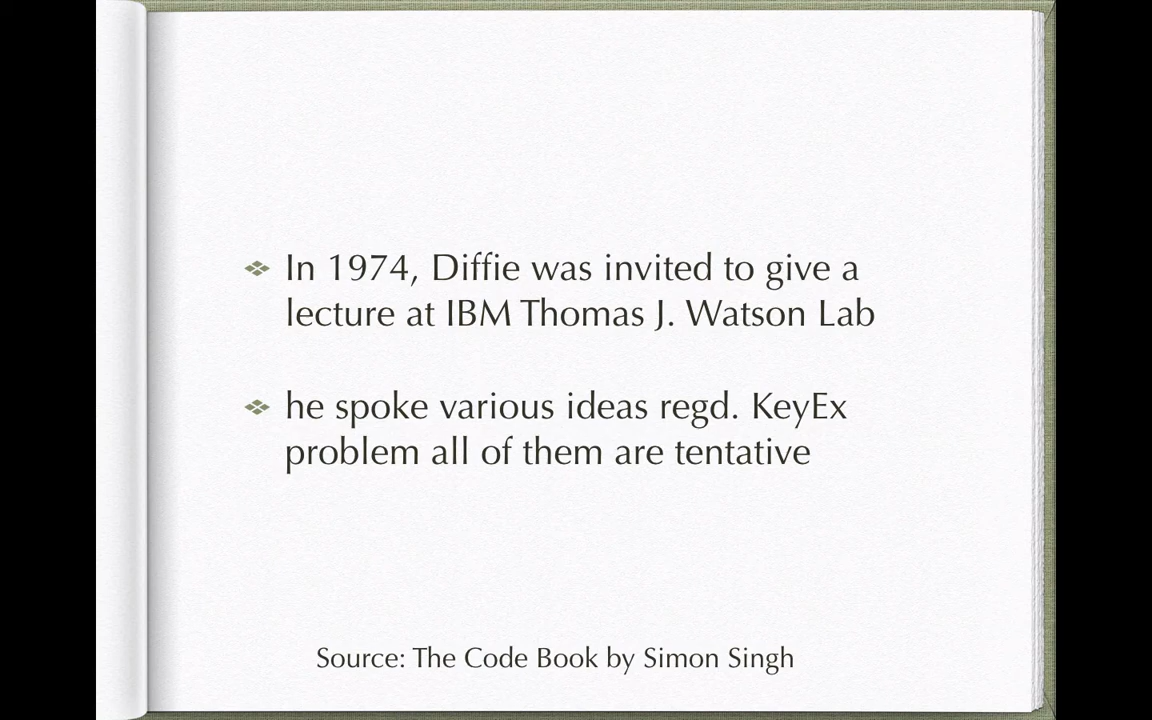 In 1974, Diffie was invited to give a
lecture at IBM Thomas J. Watson Lab
he spoke various ideas regd. KeyEx
problem all of them are tentative
Source: The Code Book by Simon Singh